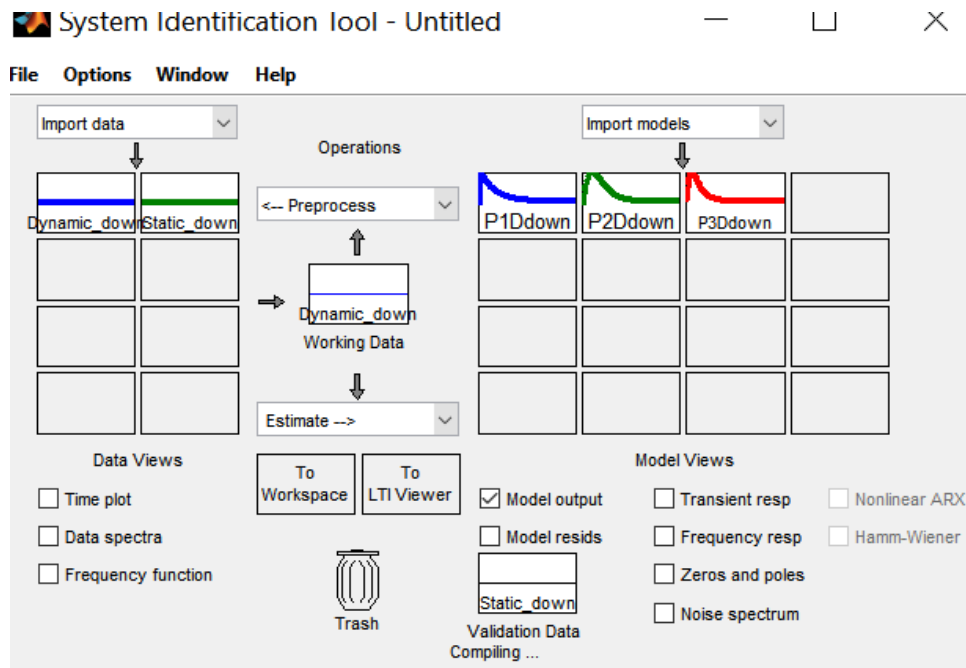 System Identification Tool - Untitled
File Options Window Help
Import data
Import models
Operations
Dynamic_down
Static_down
<-- Preprocess
P1Ddown
P2Ddown
P3Ddown
Dynamic_down
Working Data
Estimate -->
Data Views
To
Workspace
To
LTI Viewer
Model Views
Time plot
Data spectra
Frequency function
Model output
Model resids
Transient resp
Frequency resp
Zeros and poles
Noise spectrum
Nonlinear ARX
Hamm-Wiener
Trash
Static_down
Validation Data
Compiling ...